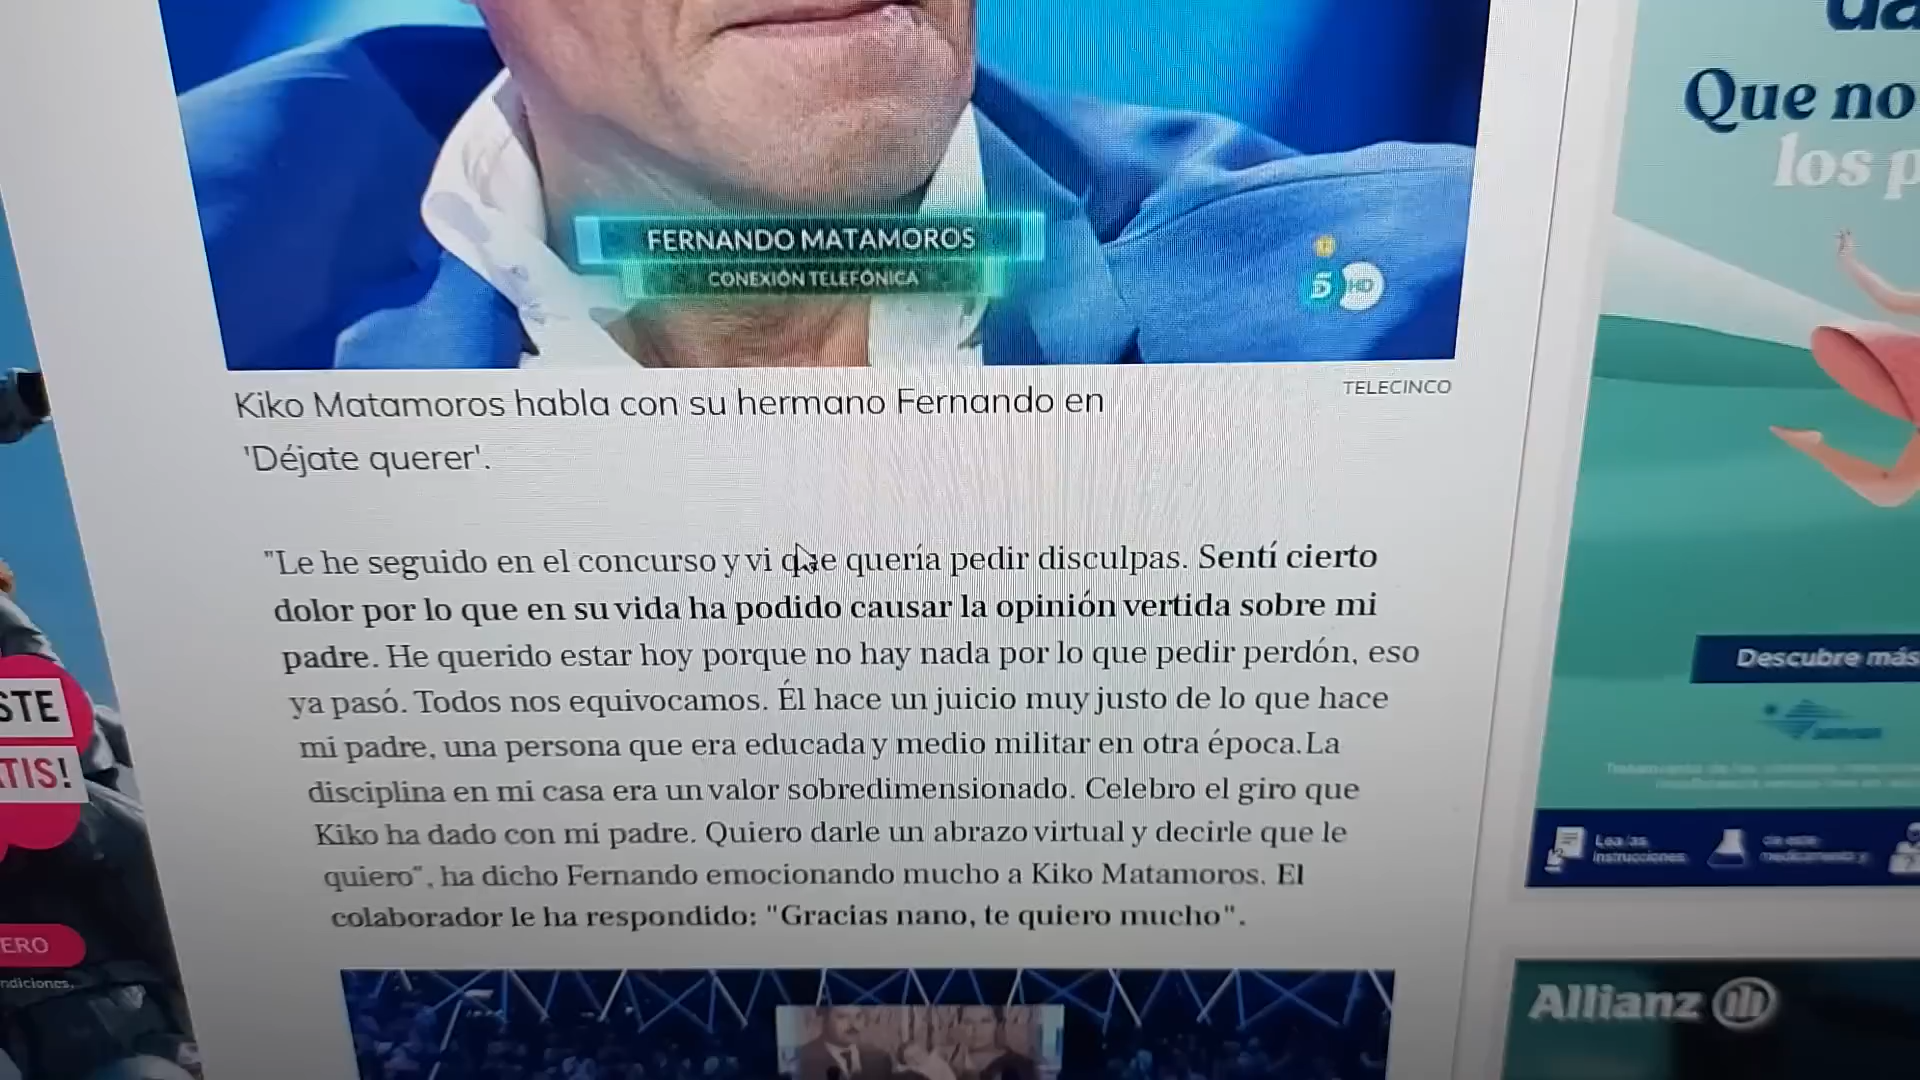 FERNANDO MATAMOROS
CONEXIÓN TELEFÓNICA
5 HD
TELECINCO
Kiko Matamoros habla con su hermano Fernando en
'Déjate querer'.
"Le he seguido en el concurso y vi que quería pedir disculpas. Sentí cierto
dolor por lo que en su vida ha podido causar la opinión vertida sobre mi
padre. He querido estar hoy porque no hay nada por lo que pedir perdón, eso
ya pasó. Todos nos equivocamos. Él hace un juicio muy justo de lo que hace
mi padre, una persona que era educada y medio militar en otra época.La
disciplina en mi casa era un valor sobredimensionado. Celebro el giro que
Kiko ha dado con mi padre. Quiero darle un abrazo virtual y decirle que le
quiero", ha dicho Fernando emocionando mucho a Kiko Matamoros. El
colaborador le ha respondido: "Gracias nano, te quiero mucho".
STE
TIS!
ERO
ndiciones.
da
Que no
los p
Descubre más
Lea las
instrucciones
Allianz